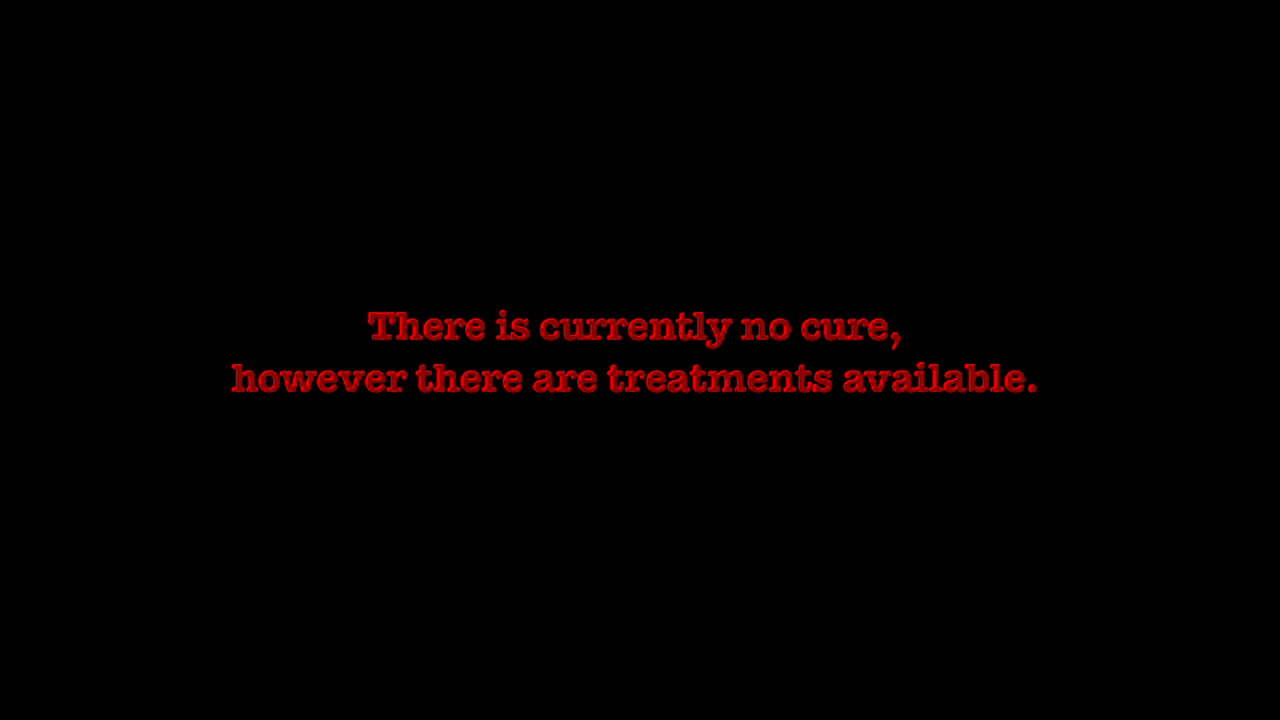 There is currently no cure,
however there are treatments available.